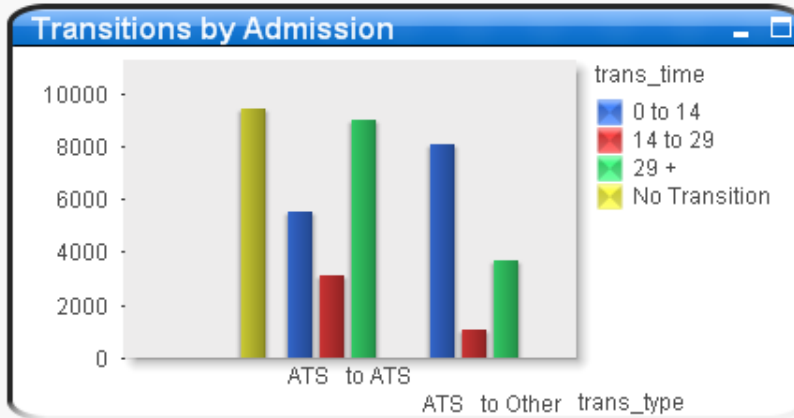 Transitions by Admission
trans_time
0 to 14
14 to 29
29 +
No Transition
10000
8000
6000
4000
2000
0
ATS to ATS
ATS to Other
trans_type